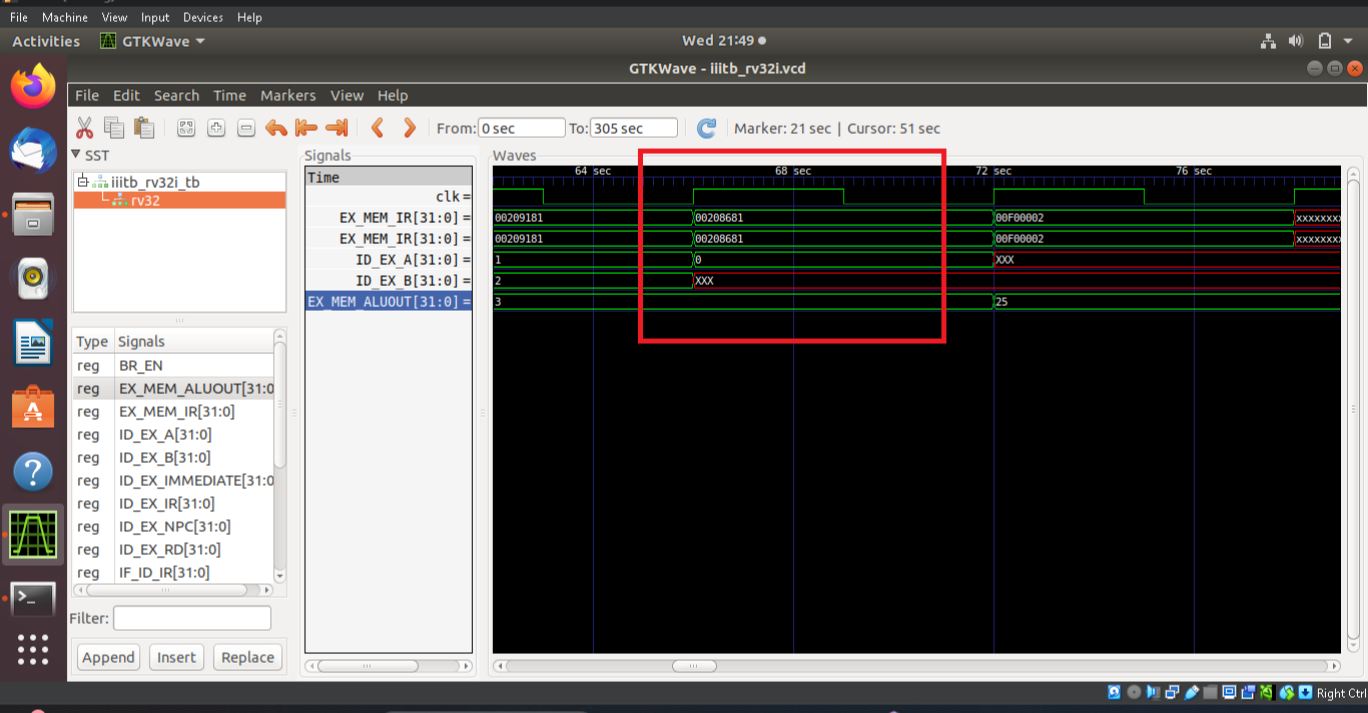 File Machine View Input Devices Help
Activities GTKWave Wed 21:49
GTKWave - iiitb_rv32i.vcd
File Edit Search Time Markers View Help
From: 0 sec To: 305 sec Marker: 21 sec | Cursor: 51 sec
SST
iiitb_rv32i_tb
rv32
Type Signals
reg BR_EN
reg EX_MEM_ALUOUT[31:0
reg EX_MEM_IR[31:0]
reg ID_EX_A[31:0]
reg ID_EX_B[31:0]
reg ID_EX_IMMEDIATE[31:0
reg ID_EX_IR[31:0]
reg ID_EX_NPC[31:0]
reg ID_EX_RD[31:0]
reg IF_ID_IR[31:0]
Filter:
Append Insert Replace
Signals
Time
clk =
EX_MEM_IR[31:0] =
EX_MEM_IR[31:0] =
ID_EX_A[31:0] =
ID_EX_B[31:0] =
EX_MEM_ALUOUT[31:0] =
Waves
64 sec 68 sec 72 sec 76 sec
00209181 00208681 00F00002 xxxxxxxx
00209181 00208681 00F00002 xxxxxxxx
1 0 XXX
2 XXX
3 25
Right Ctrl